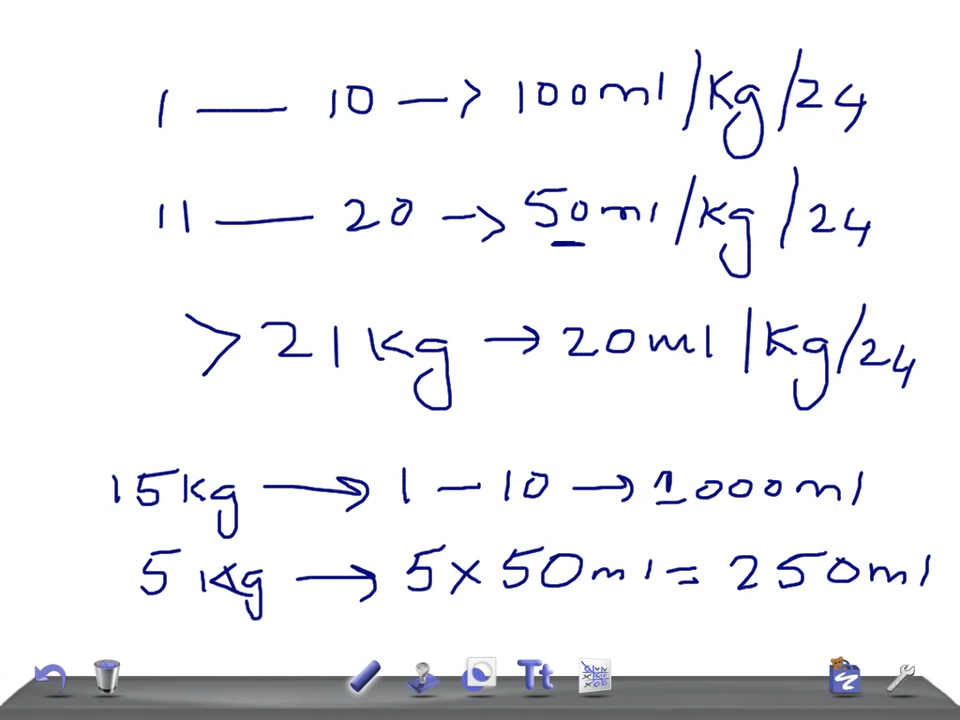 1 — 10 -> 100ml/kg/24
11 — 20 -> 50ml/kg/24
> 21kg → 20ml/kg/24
15kg → 1 - 10 → 1000ml
5kg → 5 x 50ml = 250ml
Tt